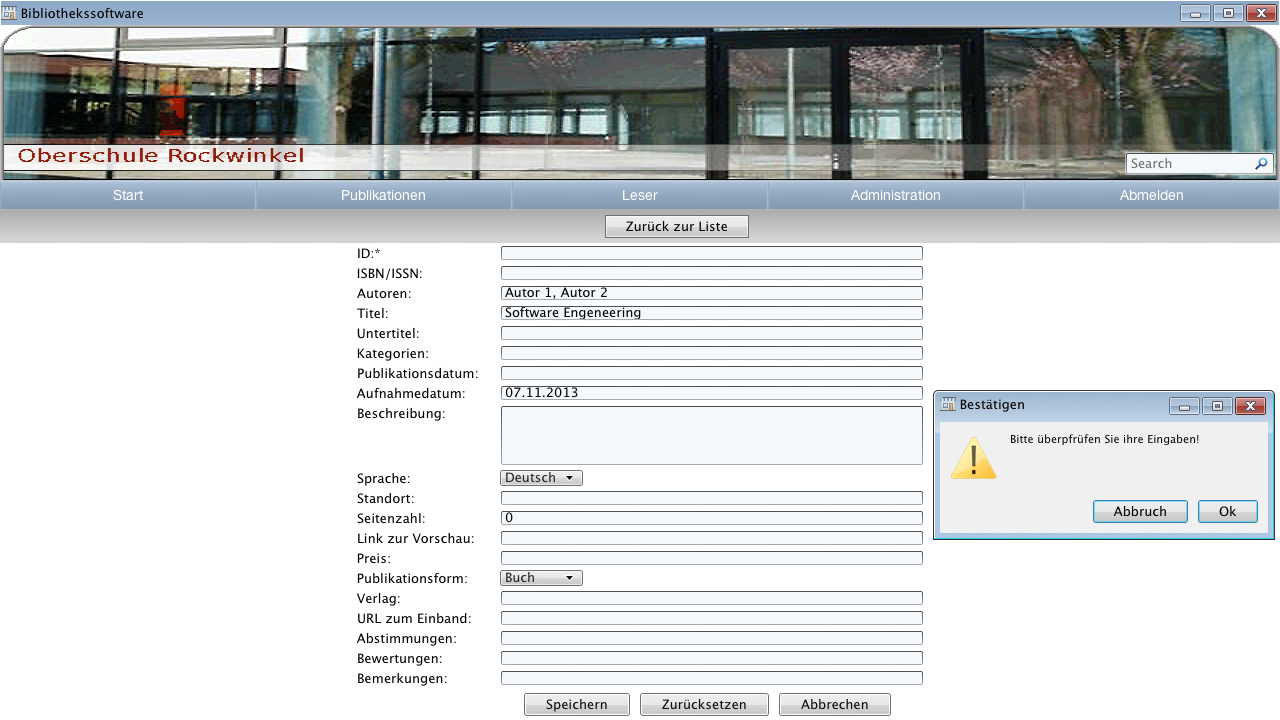 Bibliothekssoftware
Oberschule Rockwinkel
Search
Start Publikationen Leser Administration Abmelden
Zurück zur Liste
ID:*
ISBN/ISSN:
Autoren: Autor 1, Autor 2
Titel: Software Engeneering
Untertitel:
Kategorien:
Publikationsdatum:
Aufnahmedatum: 07.11.2013
Beschreibung:
Sprache: Deutsch
Standort:
Seitenzahl: 0
Link zur Vorschau:
Preis:
Publikationsform: Buch
Verlag:
URL zum Einband:
Abstimmungen:
Bewertungen:
Bemerkungen:
Speichern Zurücksetzen Abbrechen
Bestätigen
Bitte überpfrüfen Sie ihre Eingaben!
Abbruch Ok